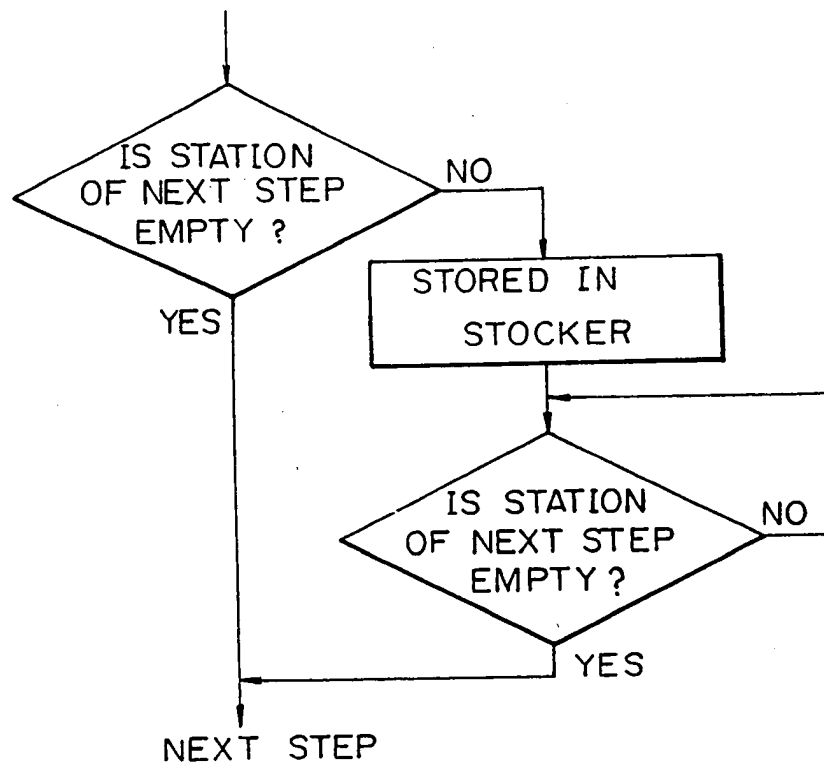 IS STATION
OF NEXT STEP
EMPTY ?
NO
YES
STORED IN
STOCKER
IS STATION
OF NEXT STEP
EMPTY ?
NO
YES
NEXT STEP